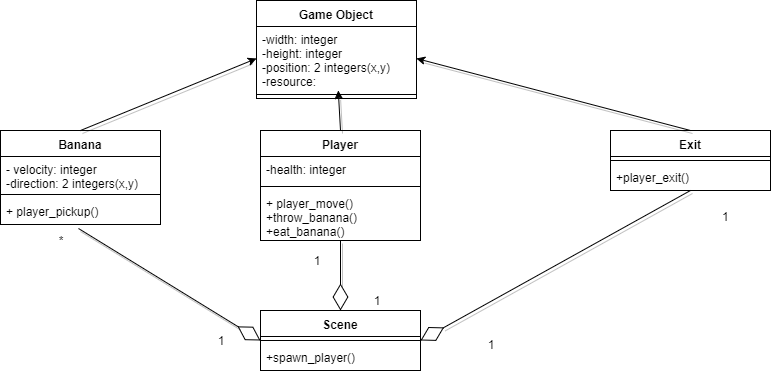 Game Object
-width: integer
-height: integer
-position: 2 integers(x,y)
-resource:
Banana
- velocity: integer
-direction: 2 integers(x,y)
+ player_pickup()
Player
-health: integer
+ player_move()
+throw_banana()
+eat_banana()
Exit
+player_exit()
*
1
1
1
1
1
Scene
+spawn_player()